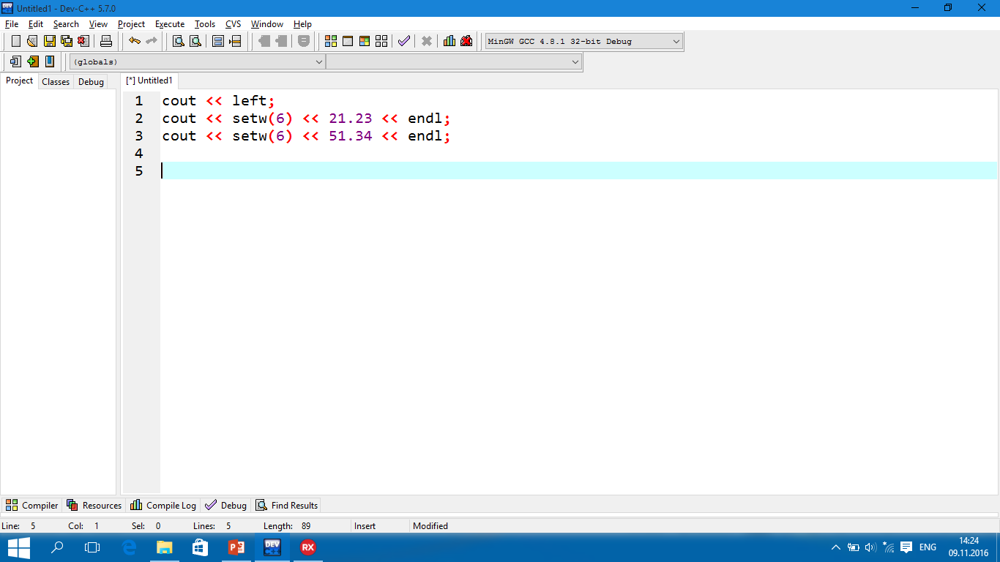 Untitled1 - Dev-C++ 5.7.0
File Edit Search View Project Execute Tools CVS Window Help
MinGW GCC 4.8.1 32-bit Debug
(globals)
Project Classes Debug [*] Untitled1
1 cout << left;
2 cout << setw(6) << 21.23 << endl;
3 cout << setw(6) << 51.34 << endl;
4
5
Compiler Resources Compile Log Debug Find Results
Line: 5 Col: 1 Sel: 0 Lines: 5 Length: 89 Insert Modified
DEV C++ RX ENG 14:24
09.11.2016